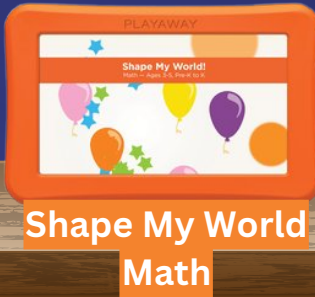 PLAYAWAY
Shape My World!
Math — Ages 3-5, Pre-K to K
Shape My World
Math